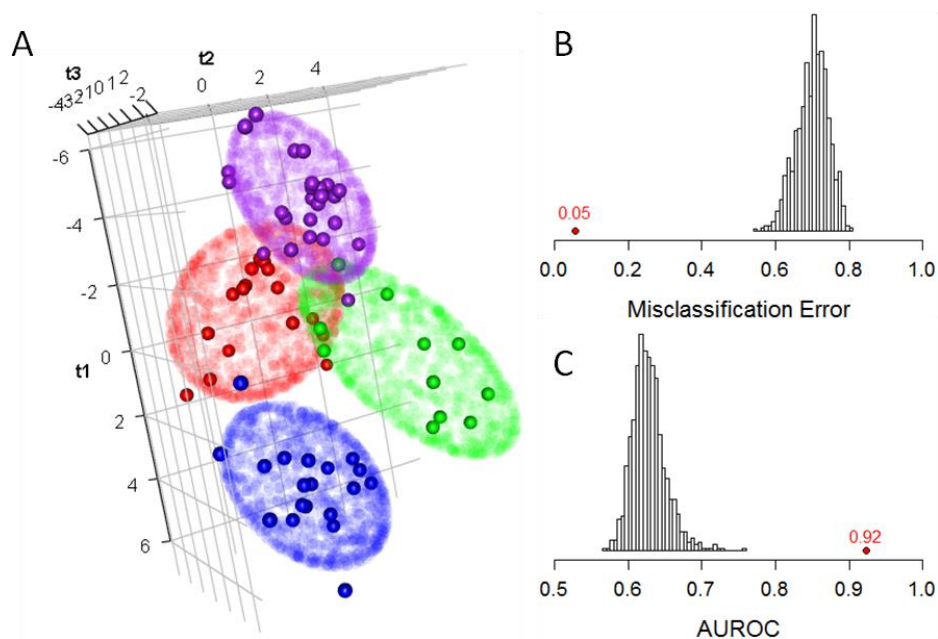 A
t3
-4-3-2-1 0 1 2
t2
-2 0 2 4
-6
-4
-2
0
t1
2
4
6
B
0.05
0.0 0.2 0.4 0.6 0.8 1.0
Misclassification Error
C
0.92
0.5 0.6 0.7 0.8 0.9 1.0
AUROC